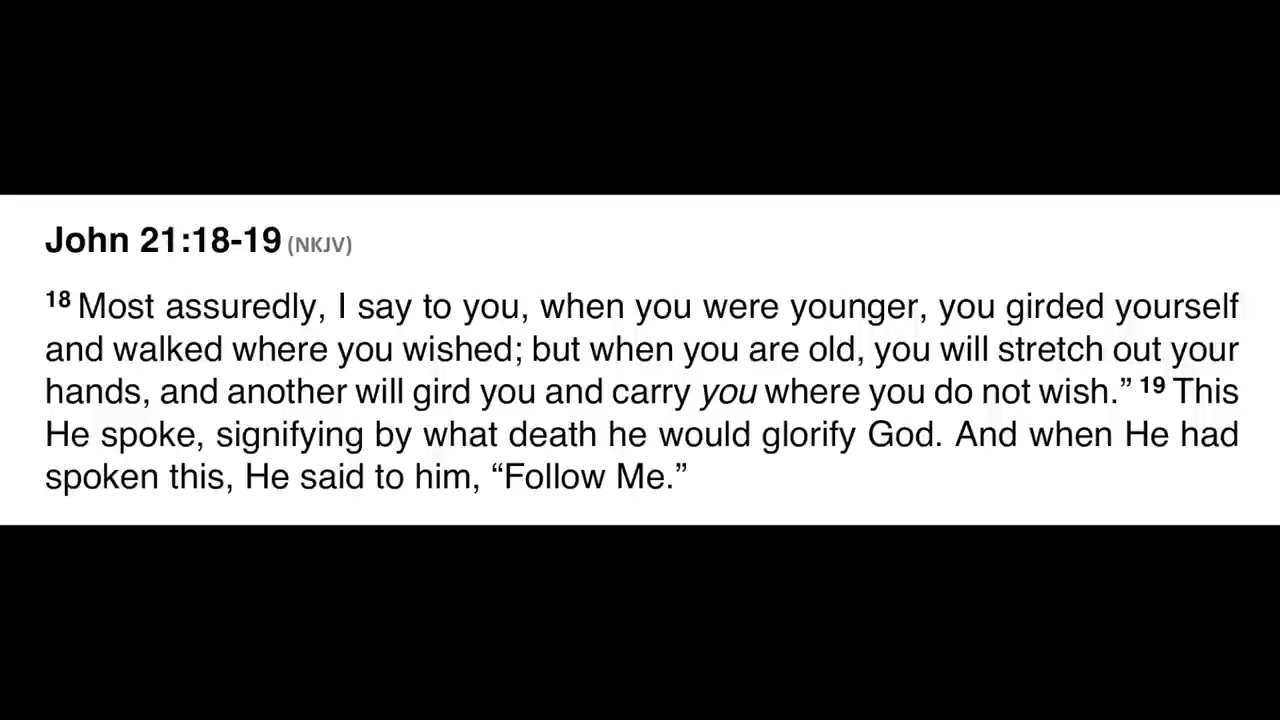 John 21:18-19 (NKJV)
18 Most assuredly, I say to you, when you were younger, you girded yourself
and walked where you wished; but when you are old, you will stretch out your
hands, and another will gird you and carry you where you do not wish.” 19 This
He spoke, signifying by what death he would glorify God. And when He had
spoken this, He said to him, “Follow Me.”